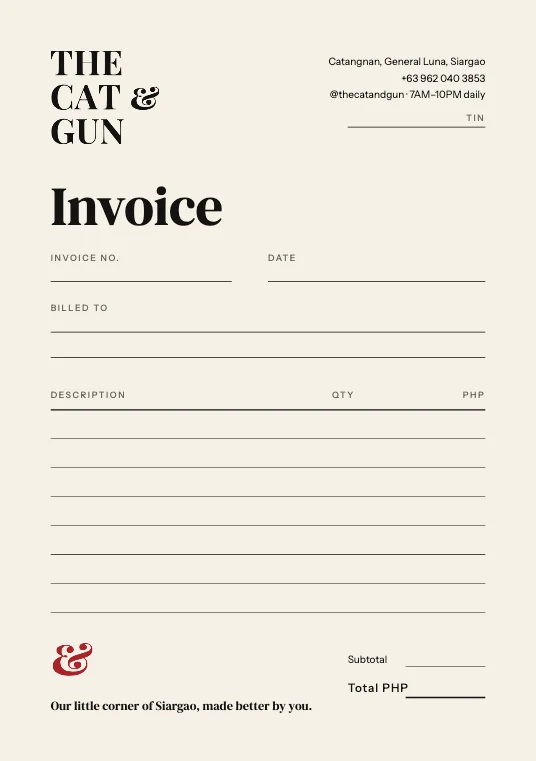 THE
CAT &
GUN
Catangnan, General Luna, Siargao
+63 962 040 3853
@thecatandgun · 7AM–10PM daily
TIN
Invoice
INVOICE NO. DATE
BILLED TO
DESCRIPTION QTY PHP
&
Subtotal
Total PHP
Our little corner of Siargao, made better by you.